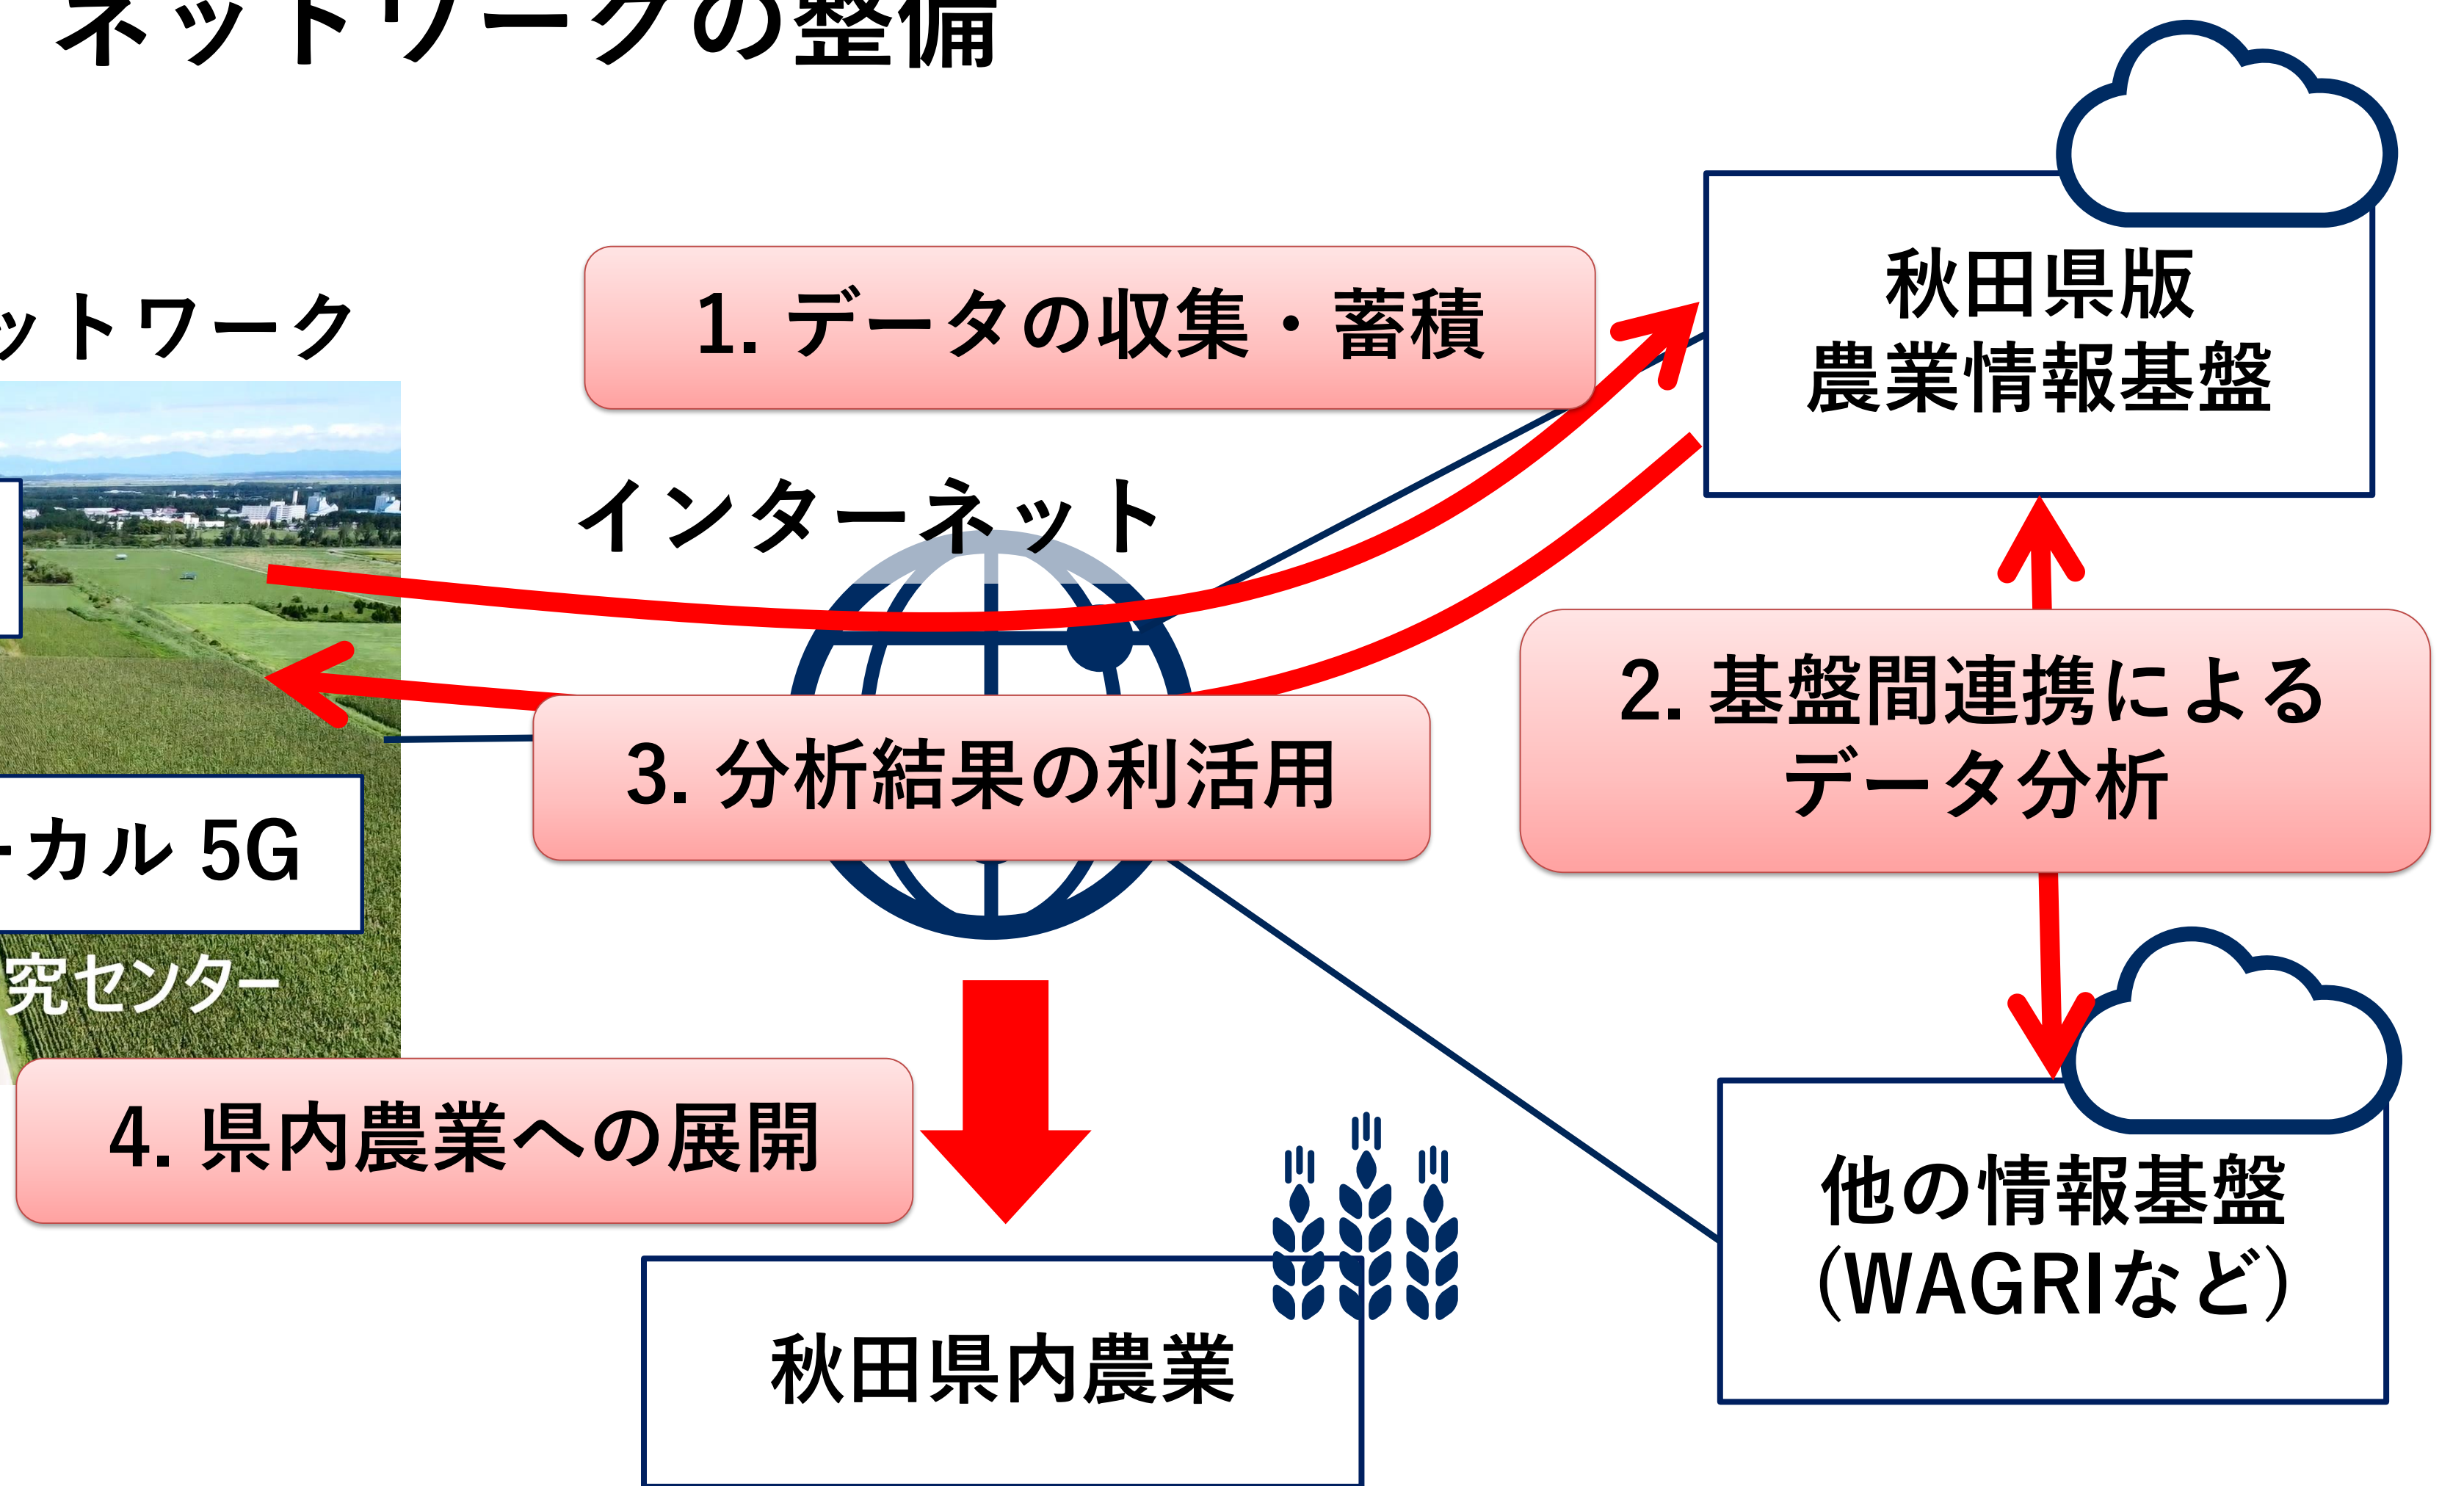 ネットワークの整備
ットワーク
1. データの収集・蓄積
秋田県版
農業情報基盤
インターネット
2. 基盤間連携による
データ分析
3. 分析結果の利活用
ーカル 5G
究センター
4. 県内農業への展開
他の情報基盤
(WAGRIなど)
秋田県内農業